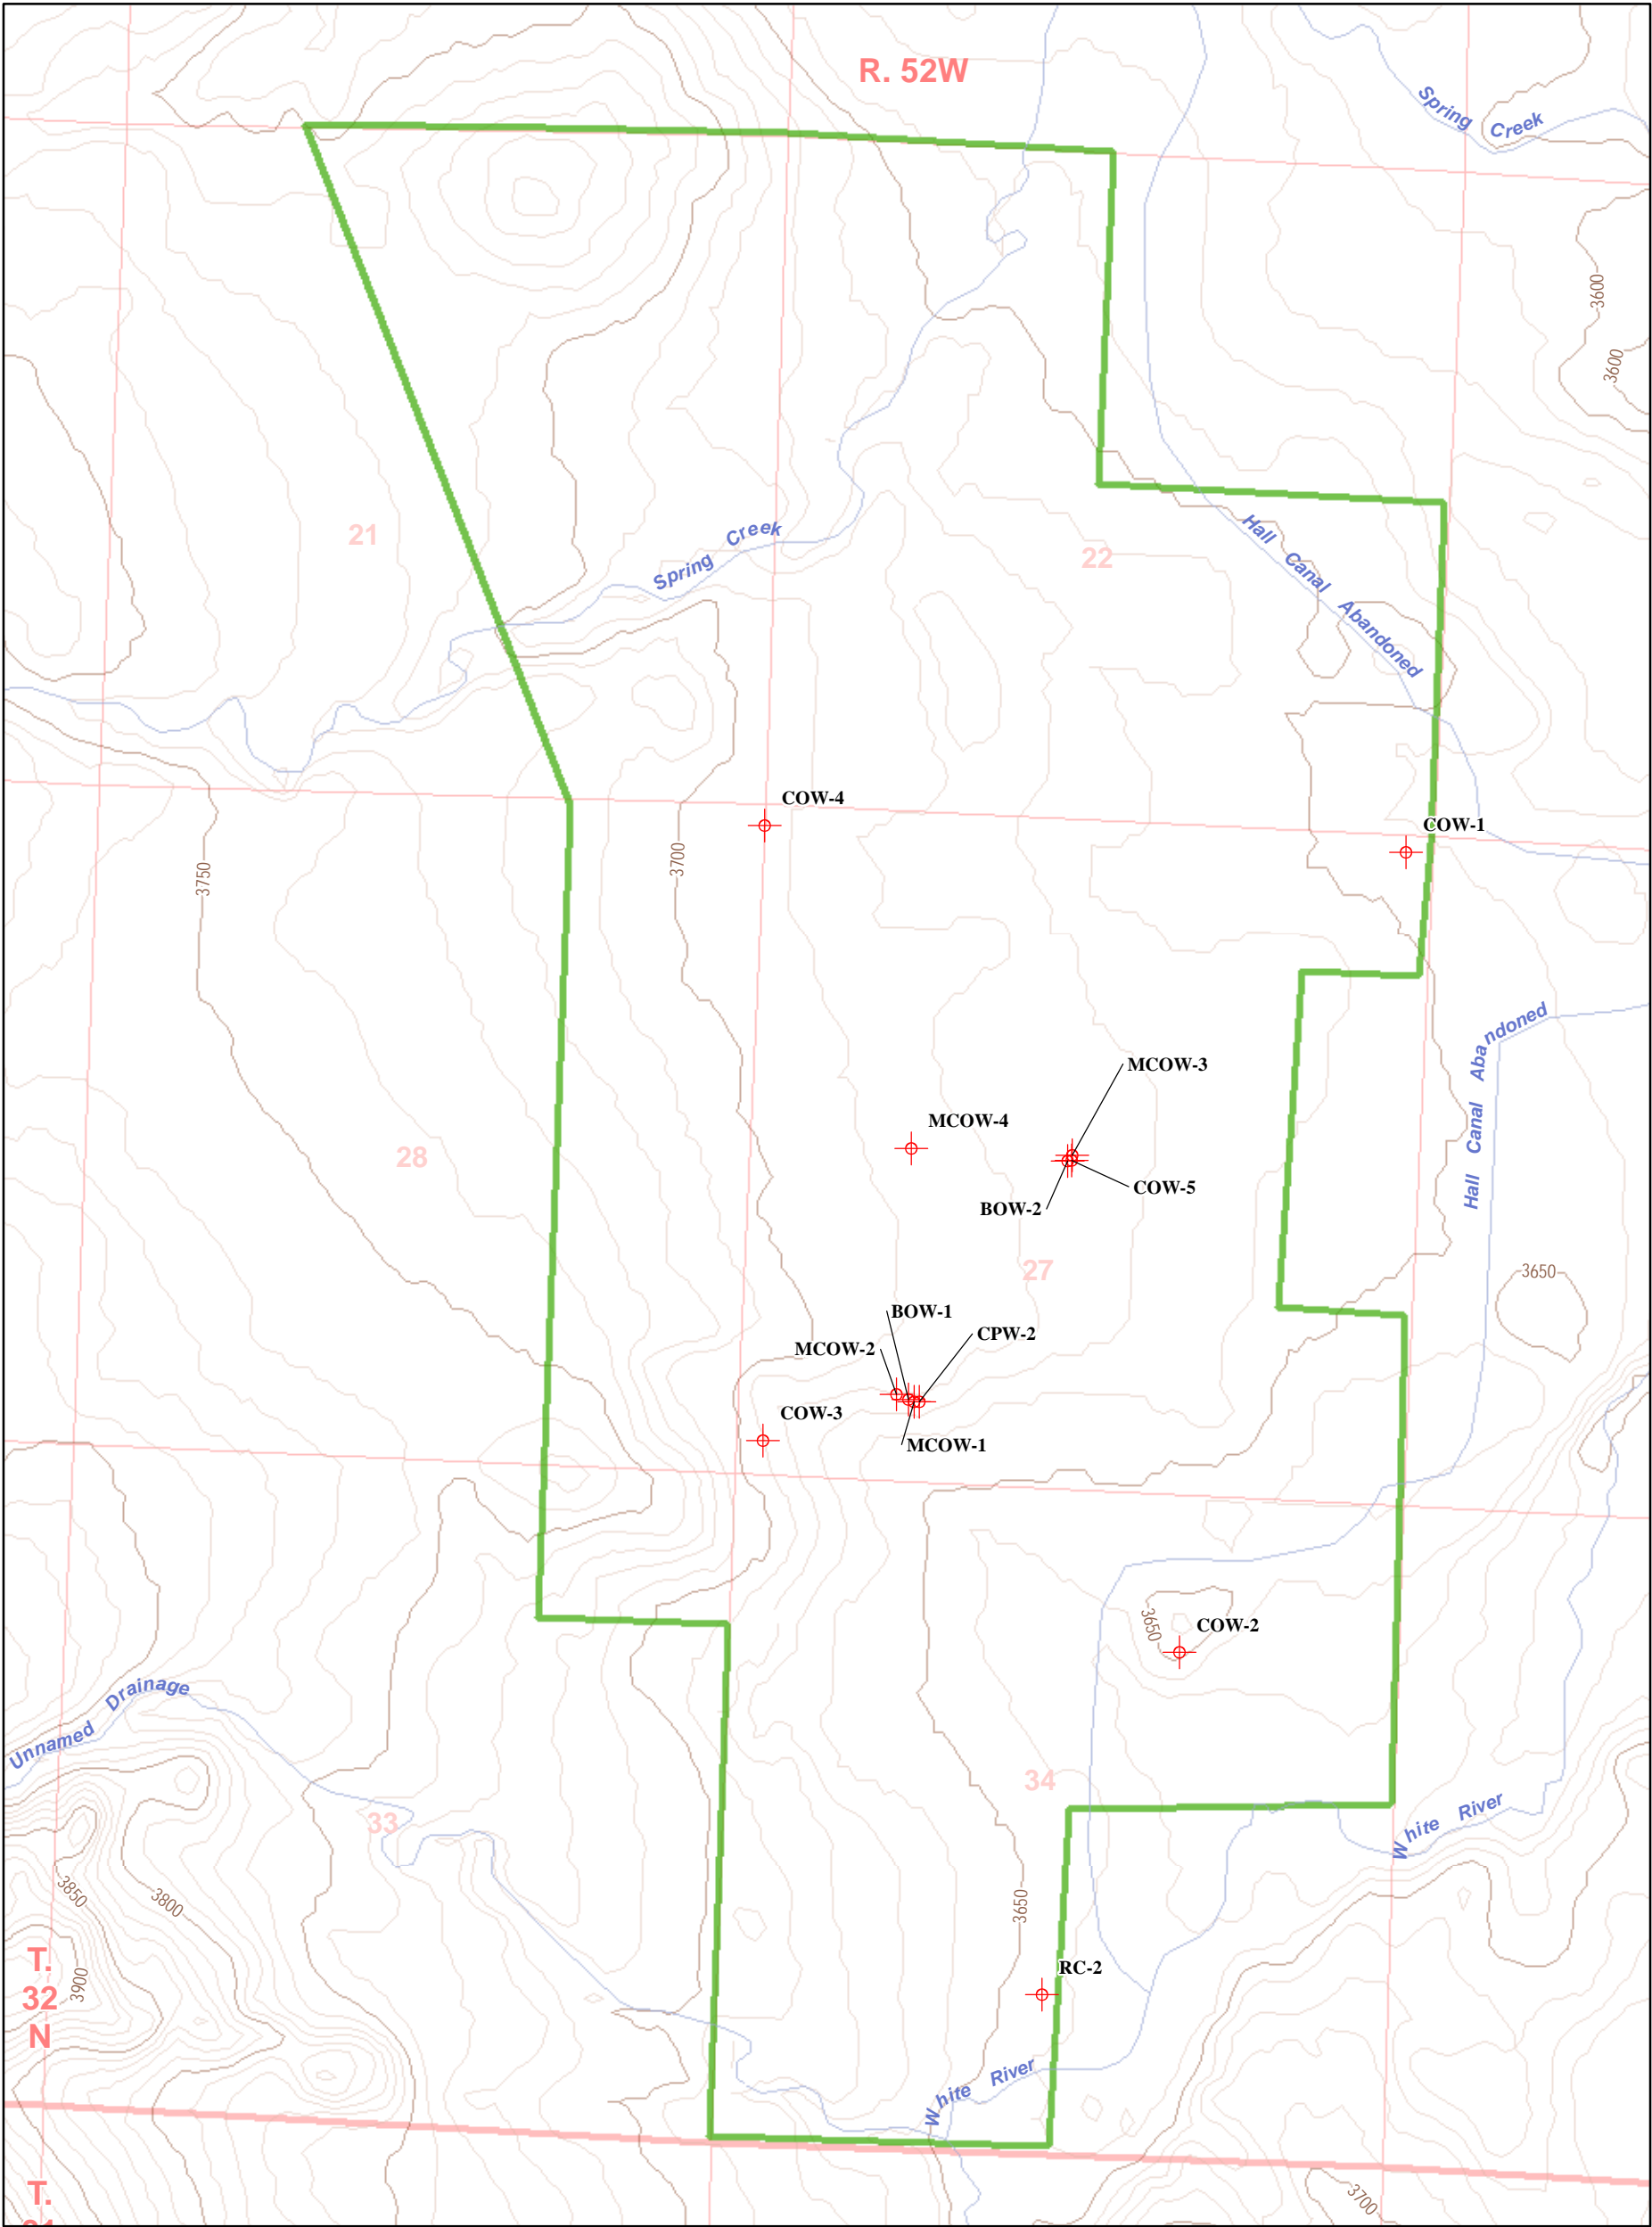 R. 52W
Spring Creek
3600
3600
21
Spring Creek
22
Hall Canal Abandoned
COW-4
COW-1
3750
3700
Hall Canal Abandoned
MCOW-3
MCOW-4
28
COW-5
BOW-2
27
3650
BOW-1
CPW-2
MCOW-2
COW-3
MCOW-1
3650
COW-2
Unnamed Drainage
34
33
White River
3850
3800
3650
T.
32
N
3900
RC-2
White River
T.
3700